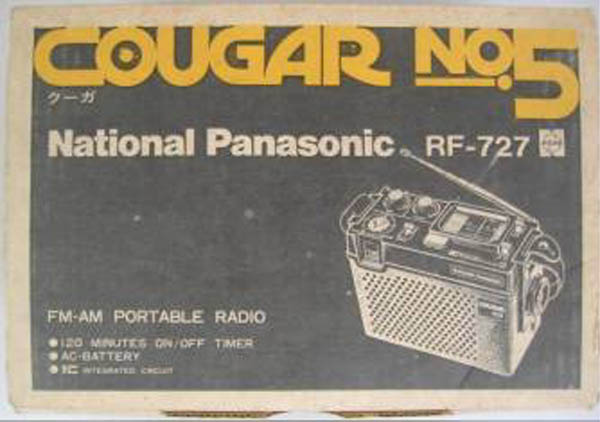 COUGAR NO.5
クーガ
National Panasonic RF-727
FM-AM PORTABLE RADIO
● 120 MINUTES ON/OFF TIMER
● AC-BATTERY
● IC INTEGRATED CIRCUIT